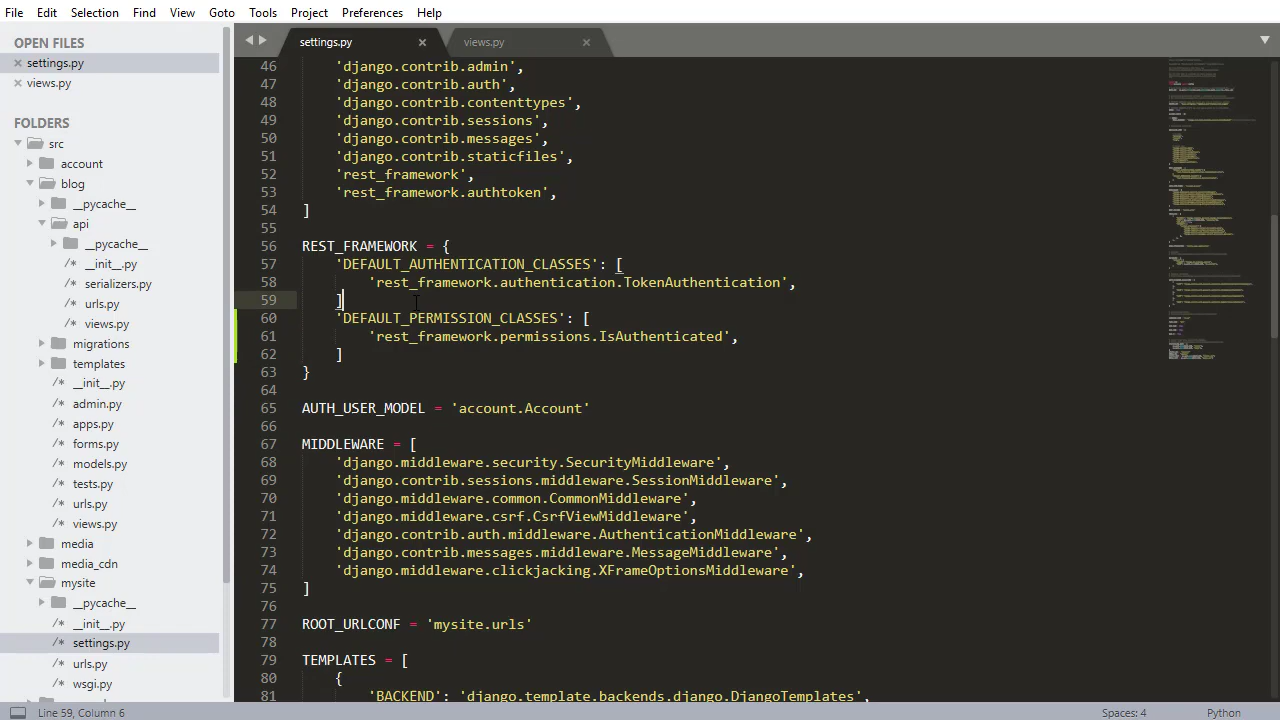 File Edit Selection Find View Goto Tools Project Preferences Help
OPEN FILES
settings.py
views.py
FOLDERS
src
account
blog
__pycache__
api
__pycache__
__init__.py
serializers.py
urls.py
views.py
migrations
templates
__init__.py
admin.py
apps.py
forms.py
models.py
tests.py
urls.py
views.py
media
media_cdn
mysite
__pycache__
__init__.py
settings.py
urls.py
wsgi.py
settings.py views.py
46 'django.contrib.admin',
47 'django.contrib.auth',
48 'django.contrib.contenttypes',
49 'django.contrib.sessions',
50 'django.contrib.messages',
51 'django.contrib.staticfiles',
52 'rest_framework',
53 'rest_framework.authtoken',
54 ]
55
56 REST_FRAMEWORK = {
57 'DEFAULT_AUTHENTICATION_CLASSES': [
58 'rest_framework.authentication.TokenAuthentication',
59 ]
60 'DEFAULT_PERMISSION_CLASSES': [
61 'rest_framework.permissions.IsAuthenticated',
62 ]
63 }
64
65 AUTH_USER_MODEL = 'account.Account'
66
67 MIDDLEWARE = [
68 'django.middleware.security.SecurityMiddleware',
69 'django.contrib.sessions.middleware.SessionMiddleware',
70 'django.middleware.common.CommonMiddleware',
71 'django.middleware.csrf.CsrfViewMiddleware',
72 'django.contrib.auth.middleware.AuthenticationMiddleware',
73 'django.contrib.messages.middleware.MessageMiddleware',
74 'django.middleware.clickjacking.XFrameOptionsMiddleware',
75 ]
76
77 ROOT_URLCONF = 'mysite.urls'
78
79 TEMPLATES = [
80 {
81 'BACKEND': 'django.template.backends.django.DjangoTemplates',
Line 59, Column 6 Spaces: 4 Python